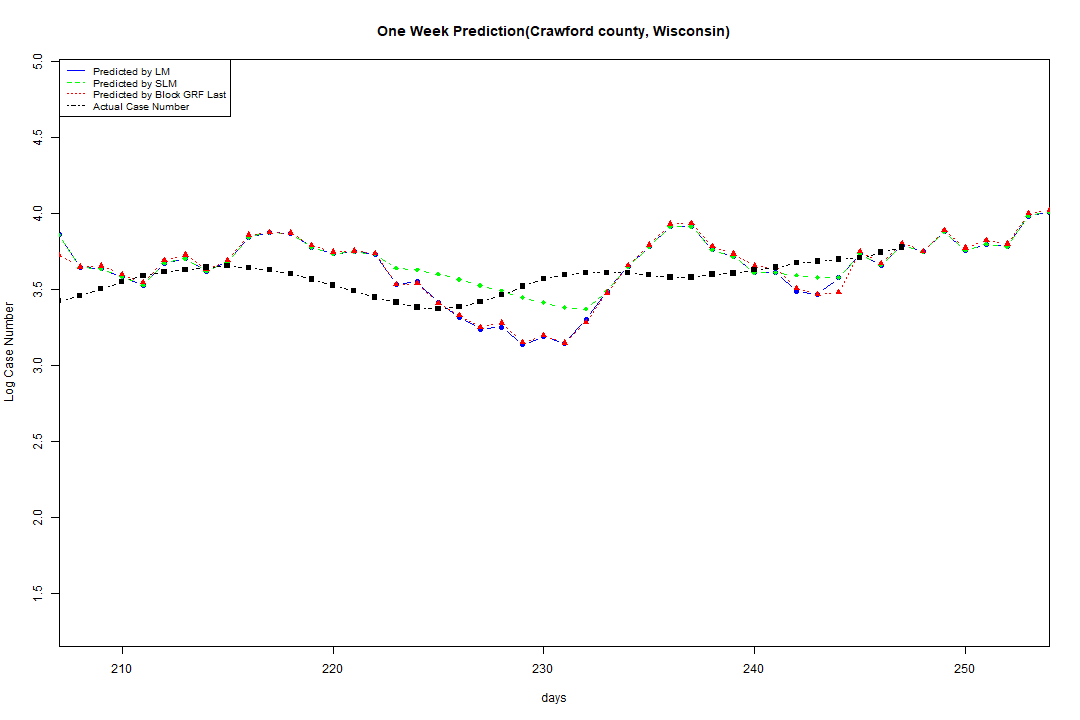 One Week Prediction(Crawford county, Wisconsin)
Predicted by LM
Predicted by SLM
Predicted by Block GRF Last
Actual Case Number
5.0
4.5
4.0
3.5
3.0
2.5
2.0
1.5
Log Case Number
210 220 230 240 250
days